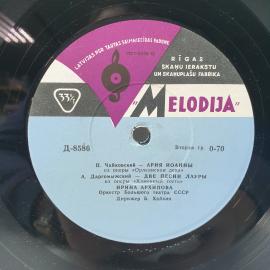 LATVIJAS PSR TAUTAS SAIMNIECĪBAS PADOME
RĪGAS
SKAŅU IERAKSTU
UN SKAŅUPLAŠU FABRIKA
33⅓
"MELODIJA"
Д-8586
Вторая гр. 0-70
П. Чайковский — АРИЯ ИОАННЫ
из оперы «Орлеанская дева»
А. Даргомыжский — ДВЕ ПЕСНИ ЛАУРЫ
из оперы «Каменный гость»
ИРИНА АРХИПОВА
Оркестр Большого театра СССР
Дирижер Б. Хайкин